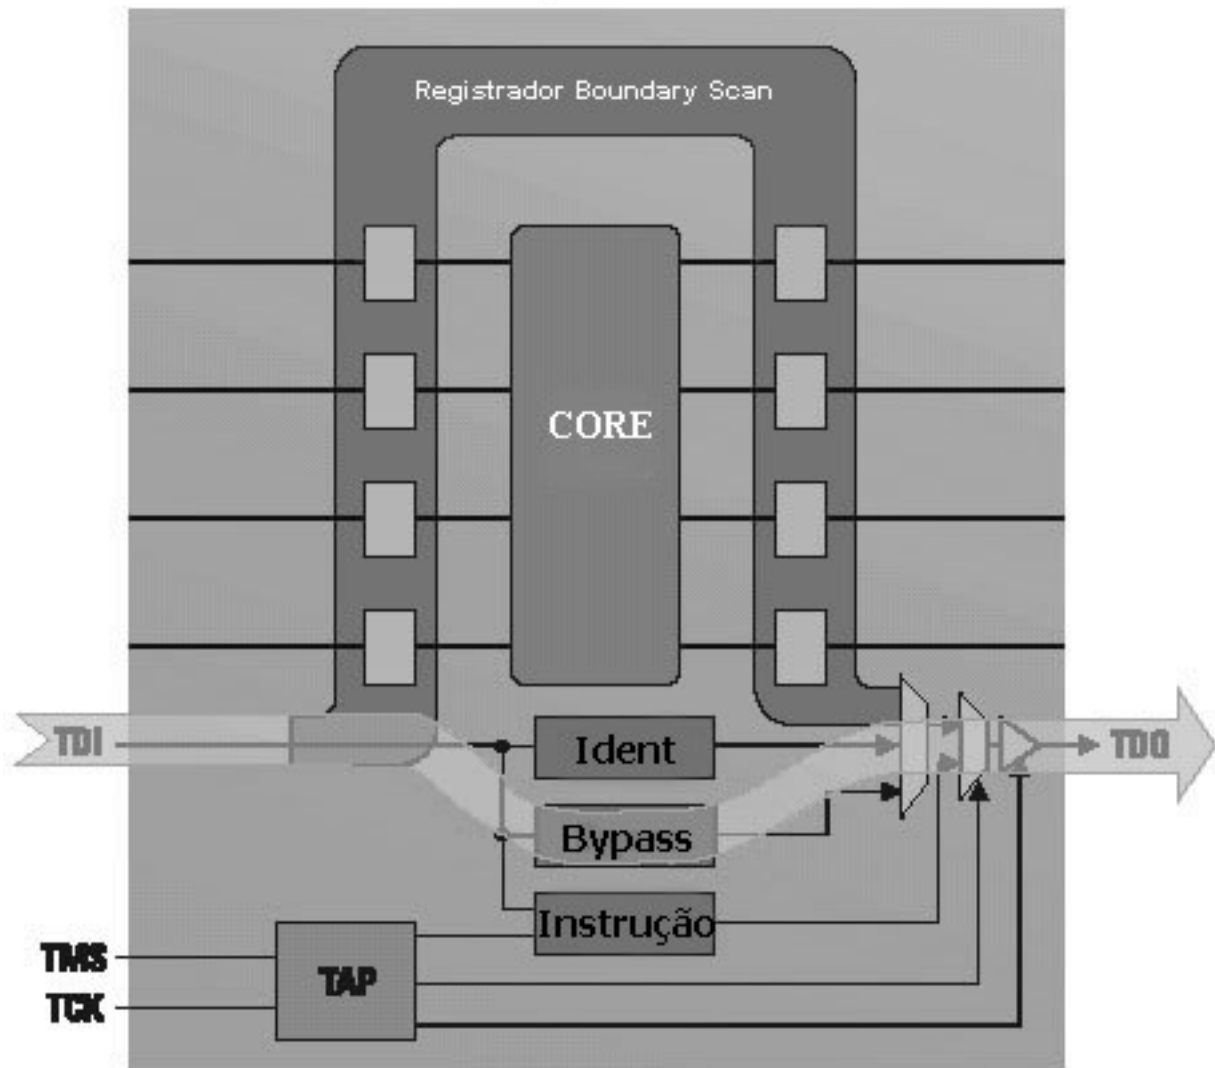 Registrador Boundary Scan
CORE
TDI
Ident
TDO
Bypass
Instrução
TMS
TAP
TCK